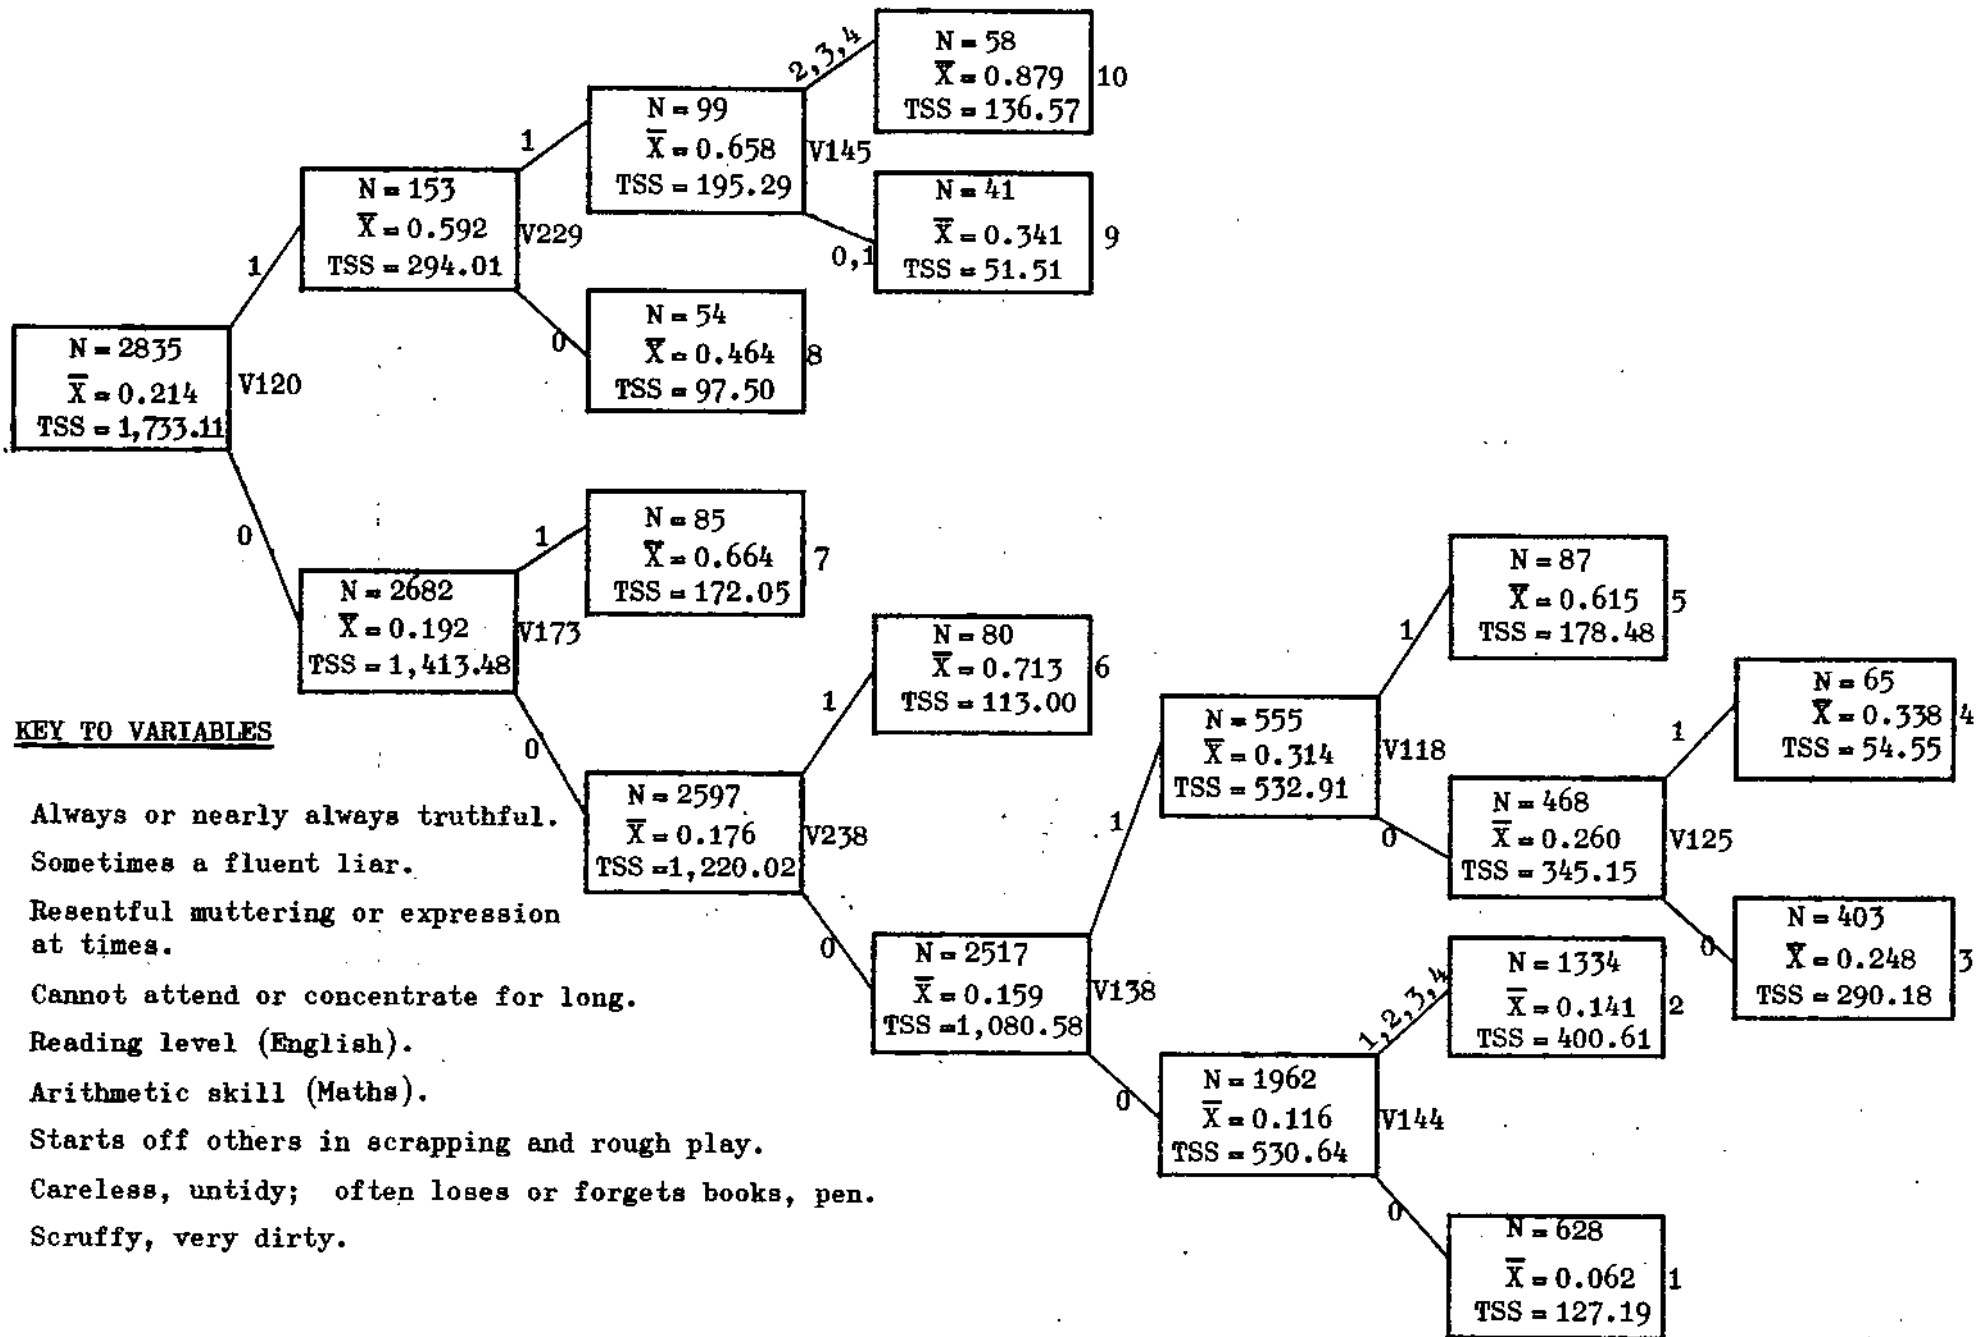 N = 2835
X̄ = 0.214
TSS = 1,733.11
V120
1
0
N = 153
X̄ = 0.592
TSS = 294.01
V229
1
0
N = 99
X̄ = 0.658
TSS = 195.29
V145
2,3,4
0,1
N = 58
X̄ = 0.879
TSS = 136.57
10
N = 41
X̄ = 0.341
TSS = 51.51
9
N = 54
X̄ = 0.464
TSS = 97.50
8
N = 2682
X̄ = 0.192
TSS = 1,413.48
V173
1
0
N = 85
X̄ = 0.664
TSS = 172.05
7
N = 2597
X̄ = 0.176
TSS =1,220.02
V238
1
0
N = 80
X̄ = 0.713
TSS = 113.00
6
N = 2517
X̄ = 0.159
TSS =1,080.58
V138
1
0
N = 555
X̄ = 0.314
TSS = 532.91
V118
1
0
N = 87
X̄ = 0.615
TSS = 178.48
5
N = 468
X̄ = 0.260
TSS = 345.15
V125
1
0
N = 65
X̄ = 0.338
TSS = 54.55
4
N = 403
X̄ = 0.248
TSS = 290.18
3
N = 1962
X̄ = 0.116
TSS = 530.64
V144
1,2,3,4
0
N = 1334
X̄ = 0.141
TSS = 400.61
2
N = 628
X̄ = 0.062
TSS = 127.19
1
KEY TO VARIABLES
Always or nearly always truthful.
Sometimes a fluent liar.
Resentful muttering or expression
at times.
Cannot attend or concentrate for long.
Reading level (English).
Arithmetic skill (Maths).
Starts off others in scrapping and rough play.
Careless, untidy; often loses or forgets books, pen.
Scruffy, very dirty.